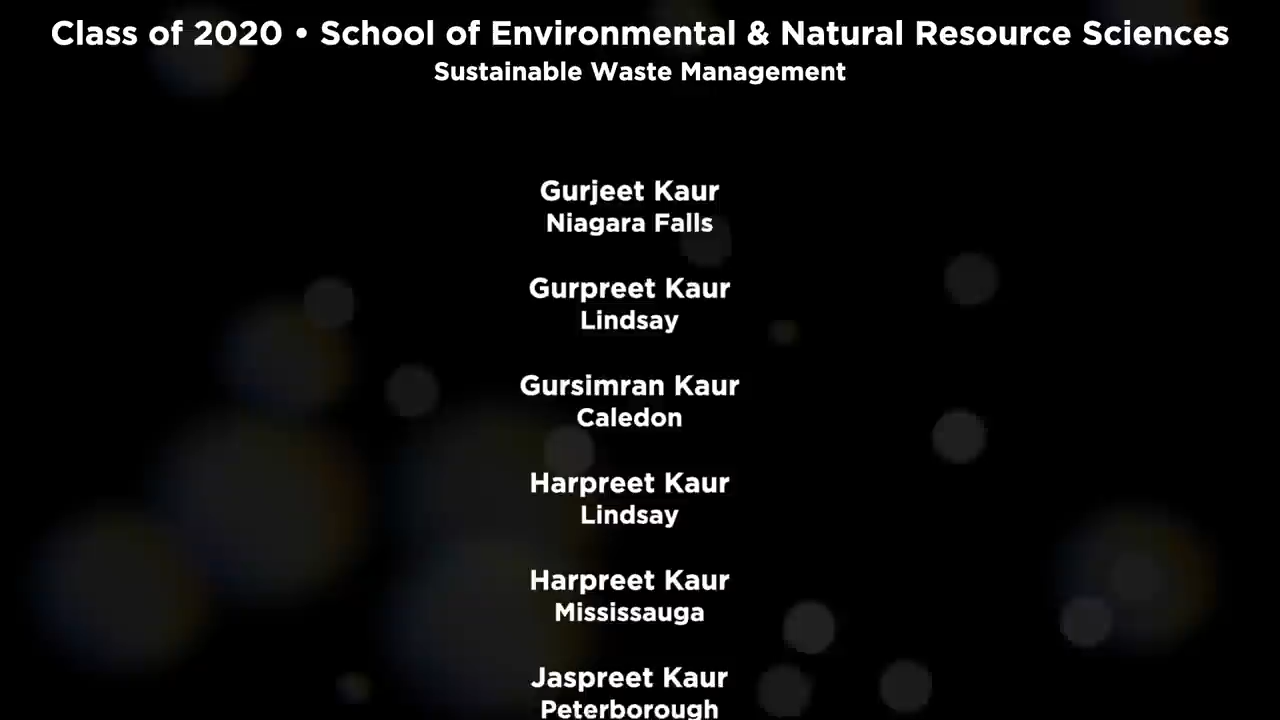 Class of 2020 • School of Environmental & Natural Resource Sciences
Sustainable Waste Management
Gurjeet Kaur
Niagara Falls
Gurpreet Kaur
Lindsay
Gursimran Kaur
Caledon
Harpreet Kaur
Lindsay
Harpreet Kaur
Mississauga
Jaspreet Kaur
Peterborough